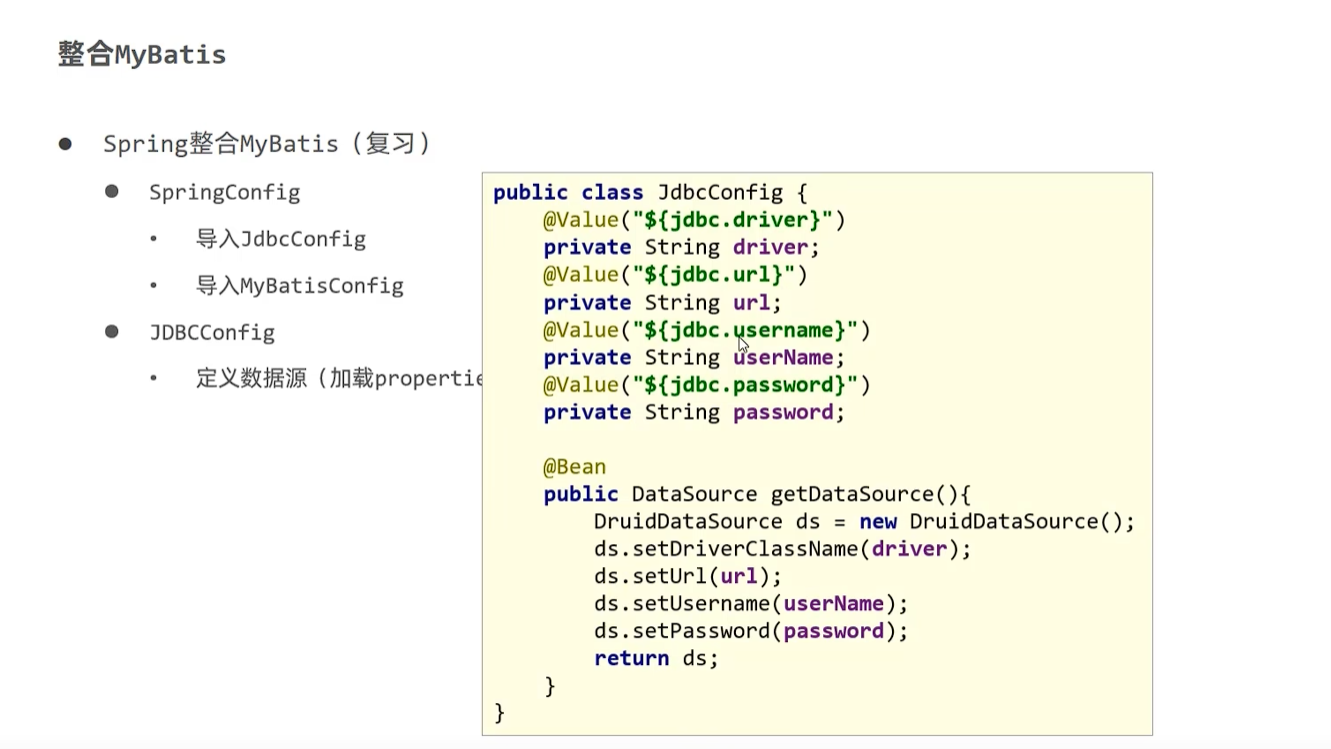 整合MyBatis
● Spring整合MyBatis（复习）
● SpringConfig
• 导入JdbcConfig
• 导入MyBatisConfig
● JDBCConfig
• 定义数据源（加载propertie
public class JdbcConfig {
    @Value("${jdbc.driver}")
    private String driver;
    @Value("${jdbc.url}")
    private String url;
    @Value("${jdbc.username}")
    private String userName;
    @Value("${jdbc.password}")
    private String password;

    @Bean
    public DataSource getDataSource(){
        DruidDataSource ds = new DruidDataSource();
        ds.setDriverClassName(driver);
        ds.setUrl(url);
        ds.setUsername(userName);
        ds.setPassword(password);
        return ds;
    }
}